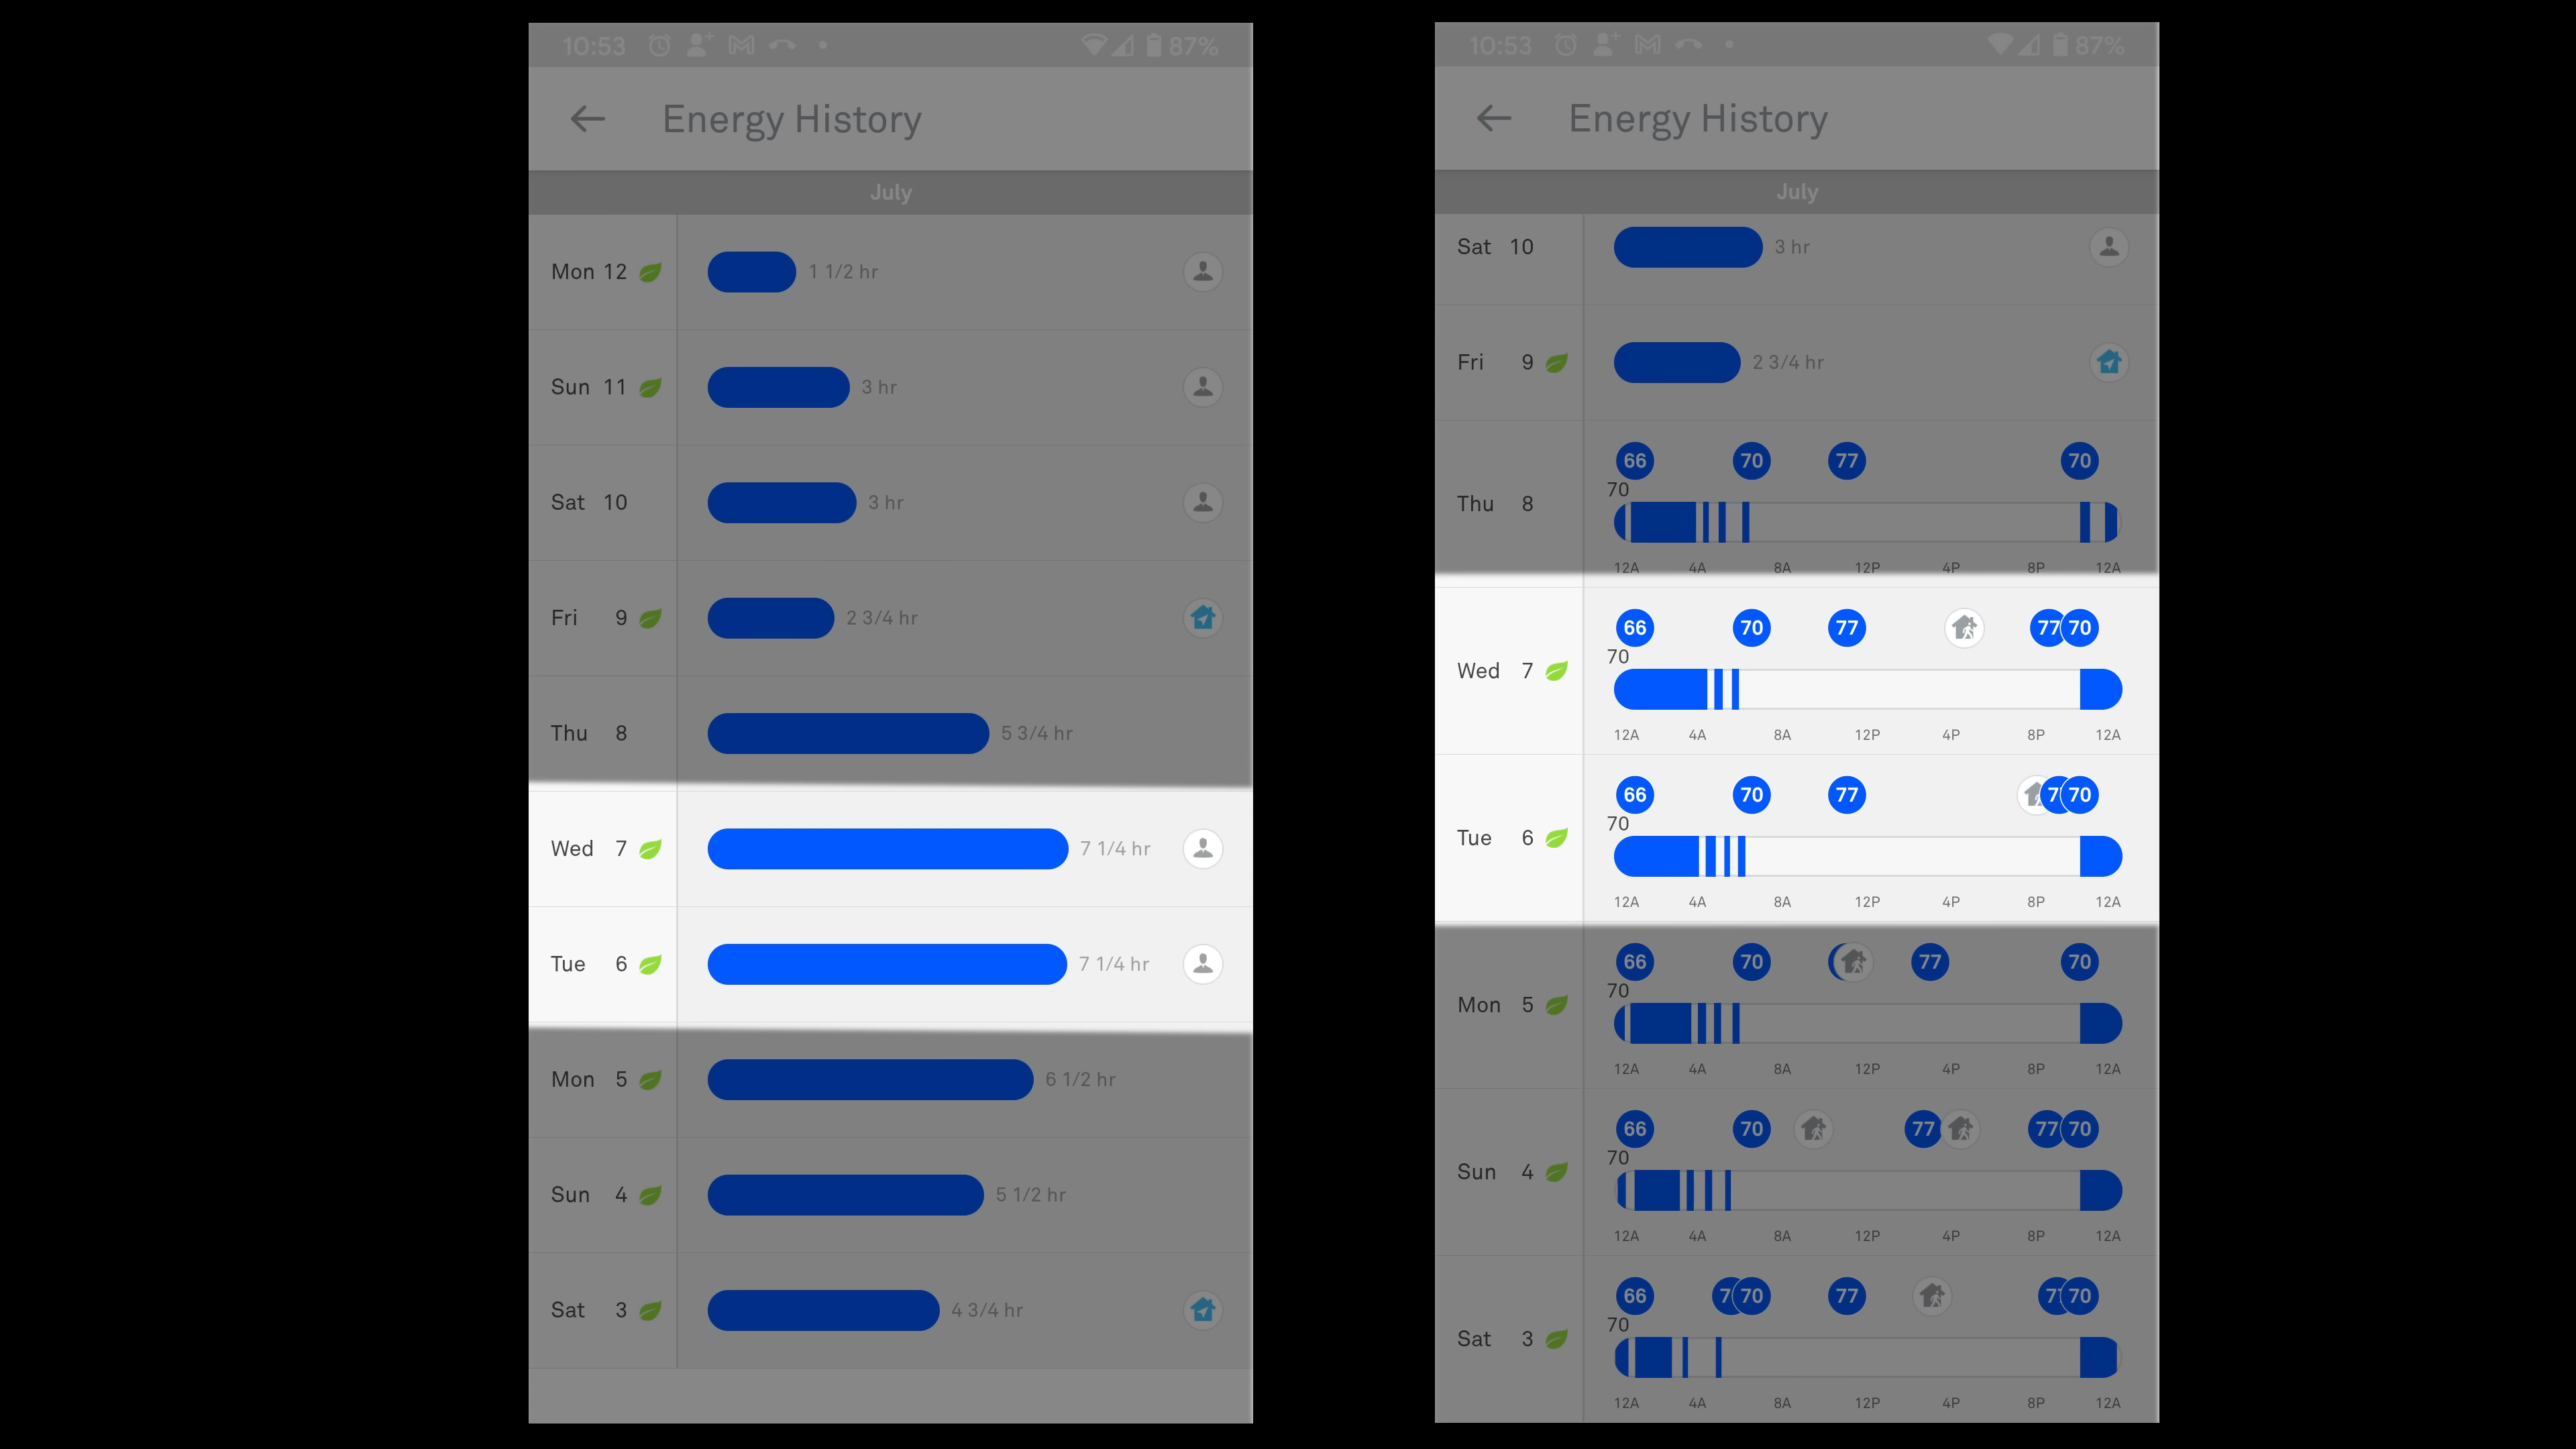 10:53 87%
Energy History
July
Mon 12 1 1/2 hr
Sun 11 3 hr
Sat 10 3 hr
Fri 9 2 3/4 hr
Thu 8 5 3/4 hr
Wed 7 7 1/4 hr
Tue 6 7 1/4 hr
Mon 5 6 1/2 hr
Sun 4 5 1/2 hr
Sat 3 4 3/4 hr
10:53 87%
Energy History
July
Sat 10 3 hr
Fri 9 2 3/4 hr
66 70 77 70
70
Thu 8
12A 4A 8A 12P 4P 8P 12A
66 70 77 77 70
70
Wed 7
12A 4A 8A 12P 4P 8P 12A
66 70 77 70
70
Tue 6
12A 4A 8A 12P 4P 8P 12A
66 70 77 70
70
Mon 5
12A 4A 8A 12P 4P 8P 12A
66 70 77 77 70
70
Sun 4
12A 4A 8A 12P 4P 8P 12A
66 70 77 70
70
Sat 3
12A 4A 8A 12P 4P 8P 12A